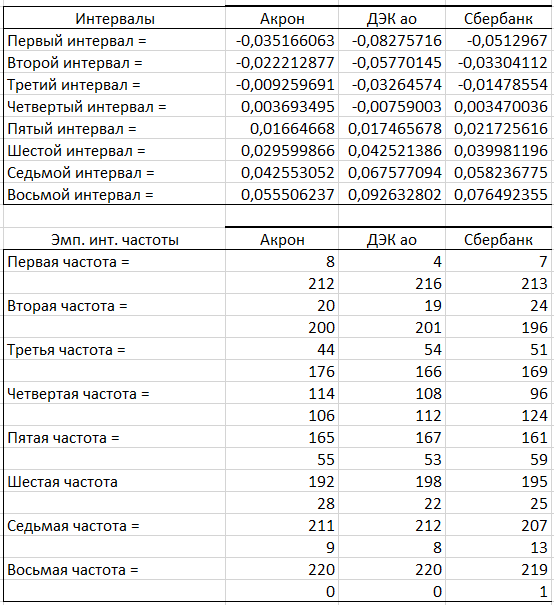 Интервалы Акрон ДЭК ао Сбербанк
Первый интервал = -0,035166063 -0,08275716 -0,0512967
Второй интервал = -0,022212877 -0,05770145 -0,03304112
Третий интервал = -0,009259691 -0,03264574 -0,01478554
Четвертый интервал = 0,003693495 -0,00759003 0,003470036
Пятый интервал = 0,01664668 0,017465678 0,021725616
Шестой интервал = 0,029599866 0,042521386 0,039981196
Седьмой интервал = 0,042553052 0,067577094 0,058236775
Восьмой интервал = 0,055506237 0,092632802 0,076492355
Эмп. инт. частоты Акрон ДЭК ао Сбербанк
Первая частота = 8 4 7
212 216 213
Вторая частота = 20 19 24
200 201 196
Третья частота = 44 54 51
176 166 169
Четвертая частота = 114 108 96
106 112 124
Пятая частота = 165 167 161
55 53 59
Шестая частота 192 198 195
28 22 25
Седьмая частота = 211 212 207
9 8 13
Восьмая частота = 220 220 219
0 0 1